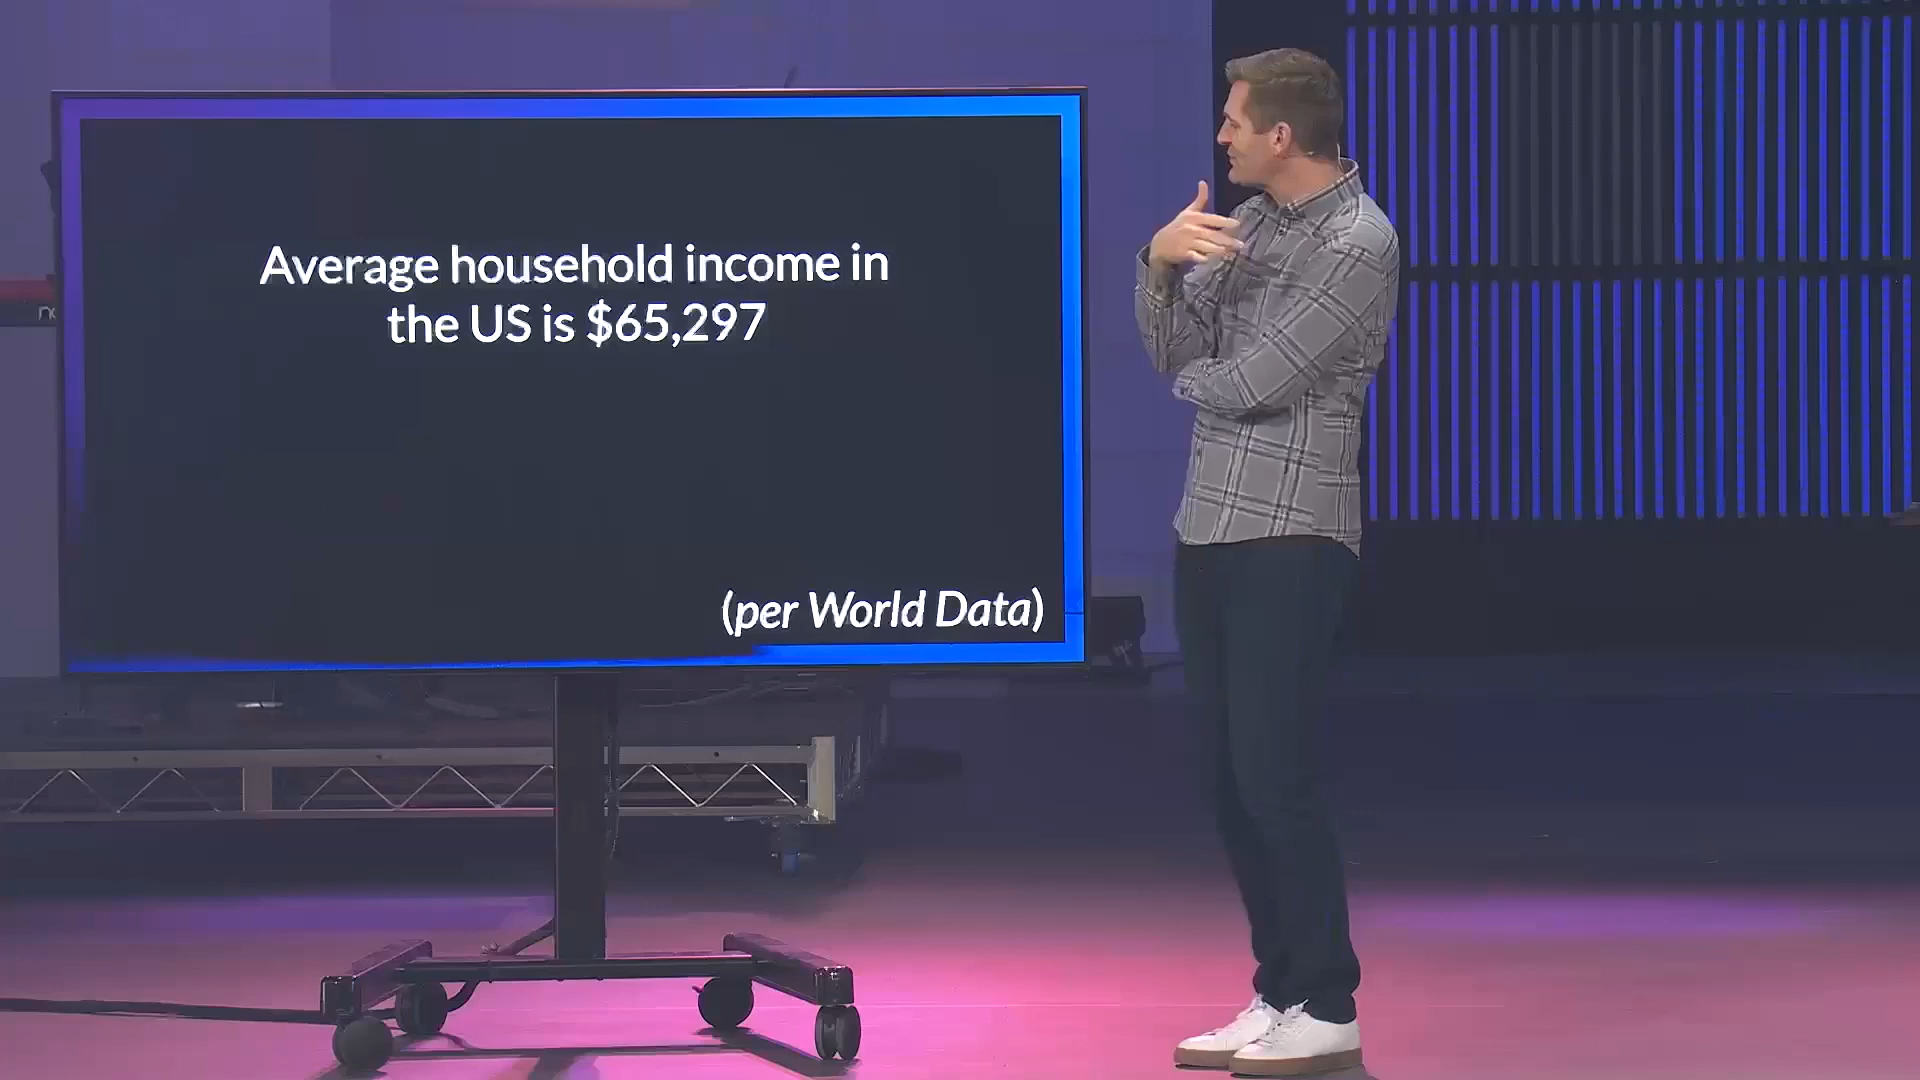 Average household income in
the US is $65,297
(per World Data)